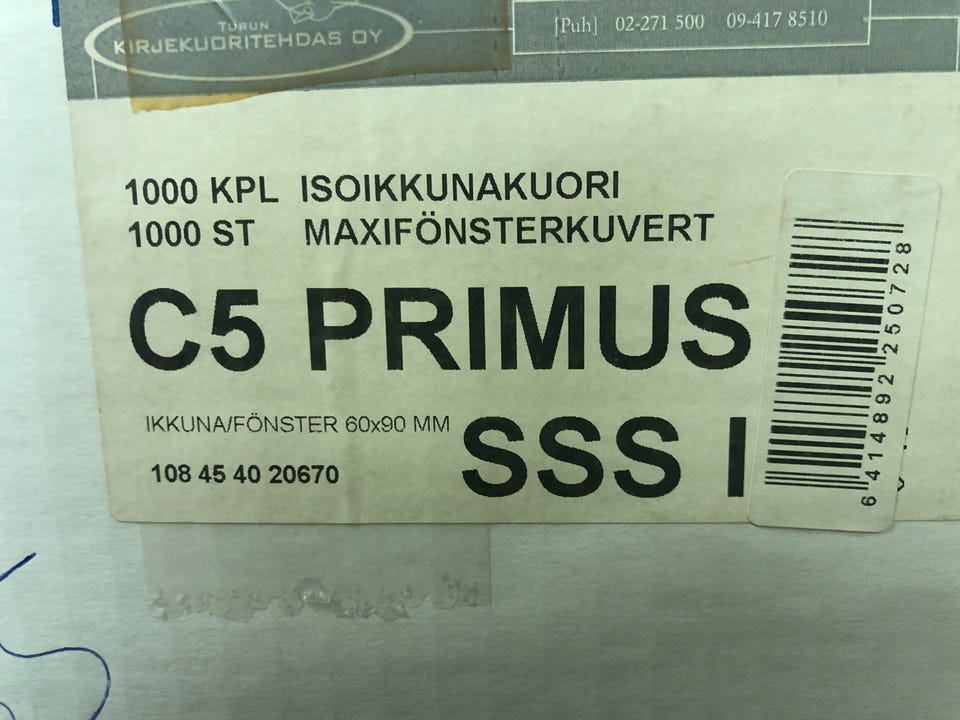 TURUN
KIRJEKUORITEHDAS OY
[Puh] 02-271 500 09-417 8510
1000 KPL ISOIKKUNAKUORI
1000 ST MAXIFÖNSTERKUVERT
C5 PRIMUS
IKKUNA/FÖNSTER 60x90 MM
SSS I
108 45 40 20670
6 414892 250728